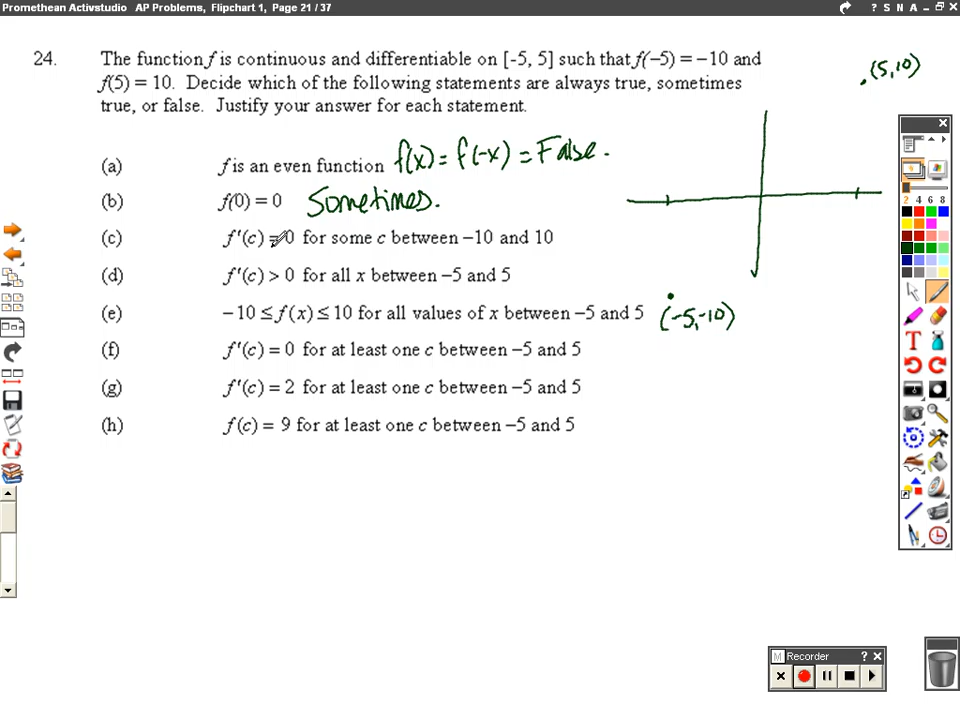 Promethean Activstudio AP Problems, Flipchart 1, Page 21 / 37
? S N A
24. The function f is continuous and differentiable on [-5, 5] such that f(−5) = −10 and
f(5) = 10. Decide which of the following statements are always true, sometimes
true, or false. Justify your answer for each statement.
(5,10)
(a) f is an even function f(x) = f(-x) = False.
(b) f(0) = 0 Sometimes.
(c) f'(c) = 0 for some c between −10 and 10
(d) f'(c) > 0 for all x between −5 and 5
(e) −10 ≤ f(x) ≤ 10 for all values of x between −5 and 5 (-5,-10)
(f) f'(c) = 0 for at least one c between −5 and 5
(g) f'(c) = 2 for at least one c between −5 and 5
(h) f(c) = 9 for at least one c between −5 and 5
2 4 6 8
T
M Recorder ?